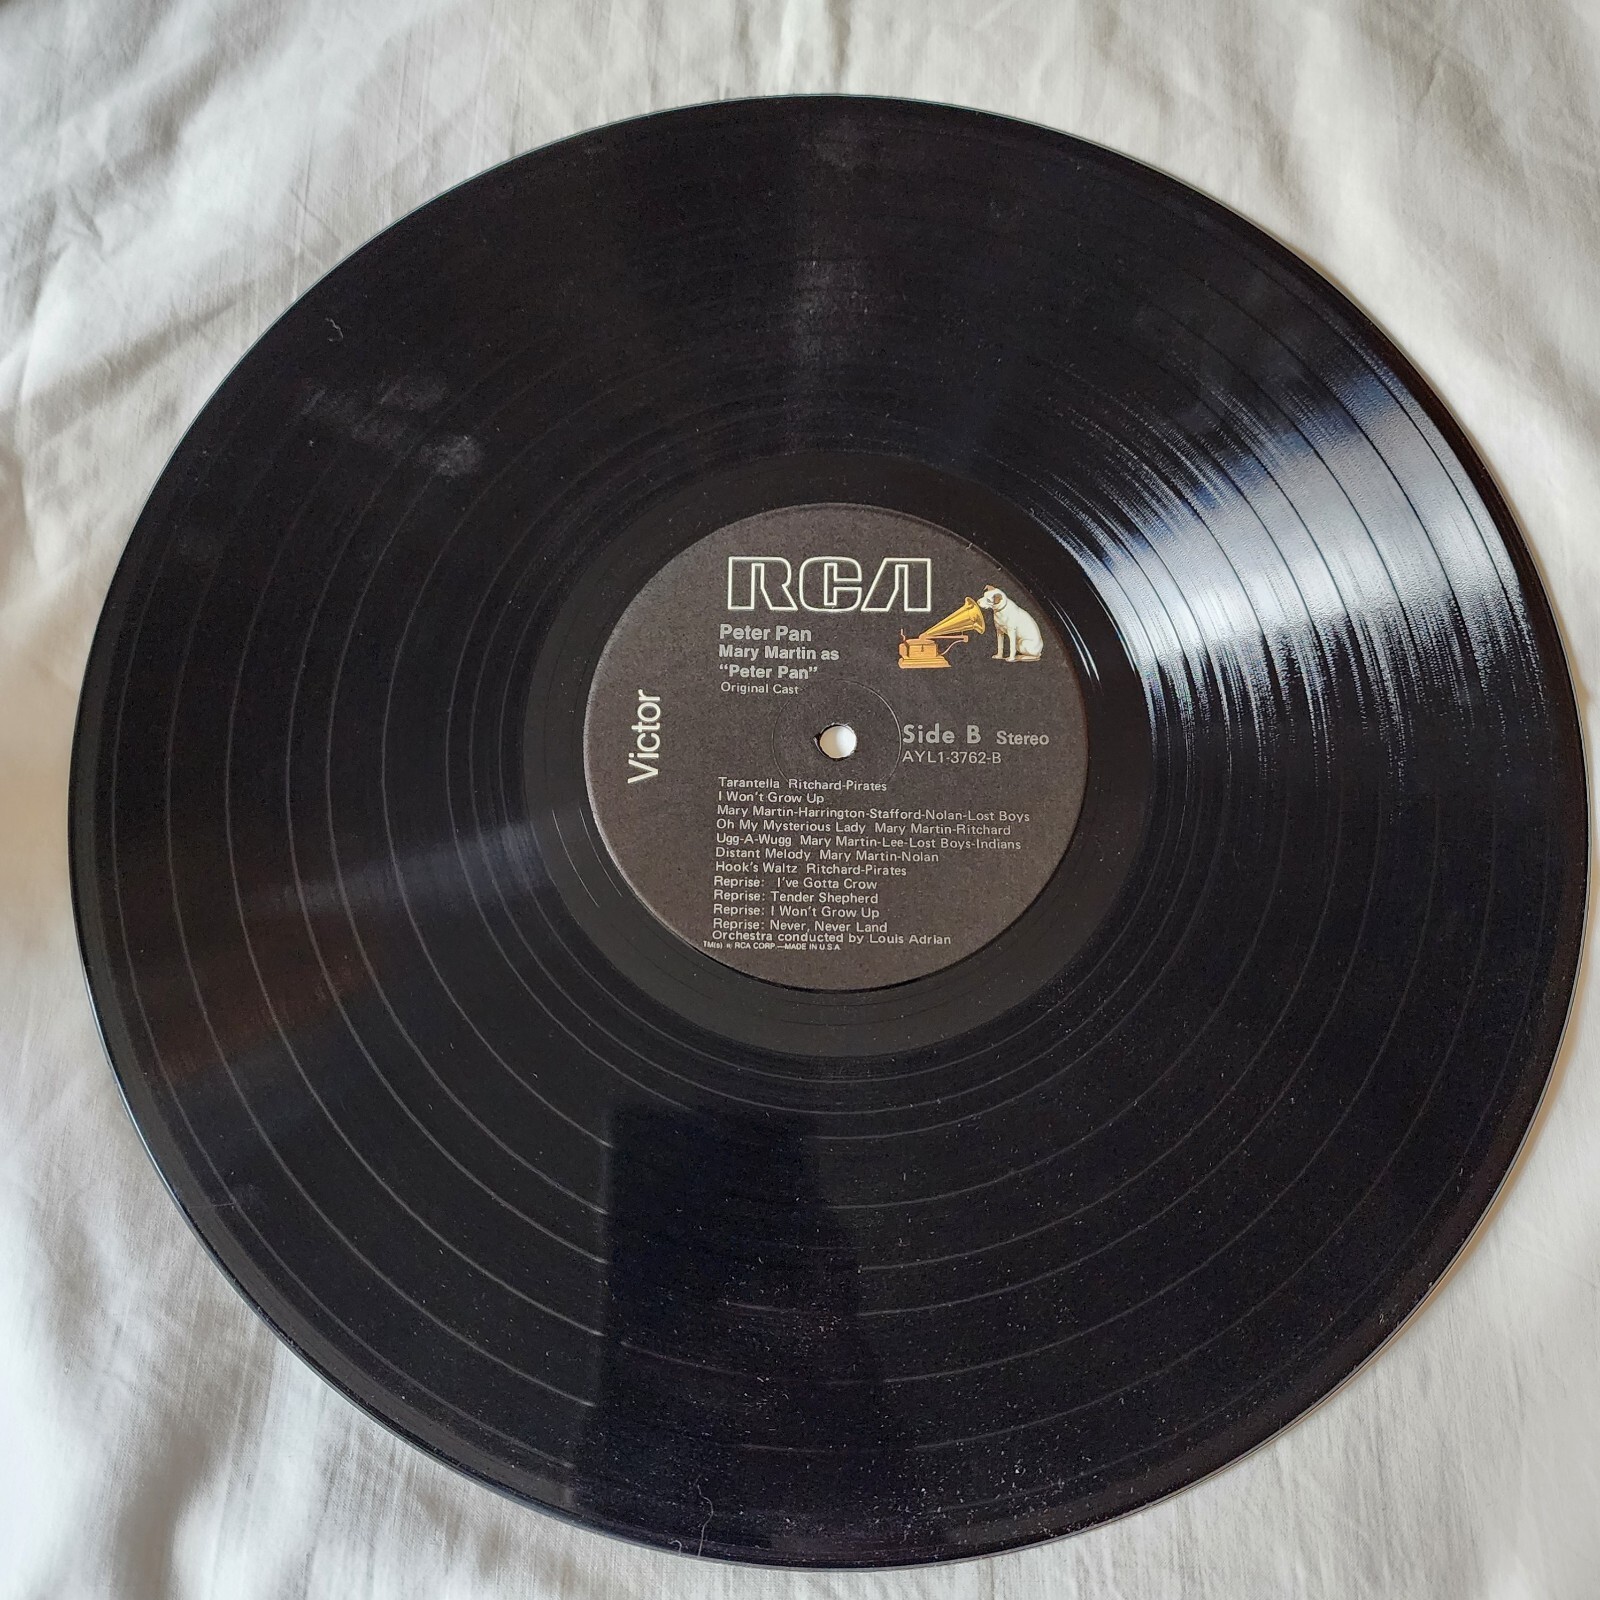 RCA
Peter Pan
Mary Martin as
“Peter Pan”
Original Cast
Victor
Side B Stereo
AYL1-3762-B
Tarantella Ritchard-Pirates
I Won't Grow Up
Mary Martin-Harrington-Stafford-Nolan-Lost Boys
Oh My Mysterious Lady Mary Martin-Ritchard
Ugg-A-Wugg Mary Martin-Lee-Lost Boys-Indians
Distant Melody Mary Martin-Nolan
Hook's Waltz Ritchard-Pirates
Reprise: I've Gotta Crow
Reprise: Tender Shepherd
Reprise: I Won't Grow Up
Reprise: Never, Never Land
Orchestra conducted by Louis Adrian
TM(s) ® RCA CORP.—MADE IN U.S.A